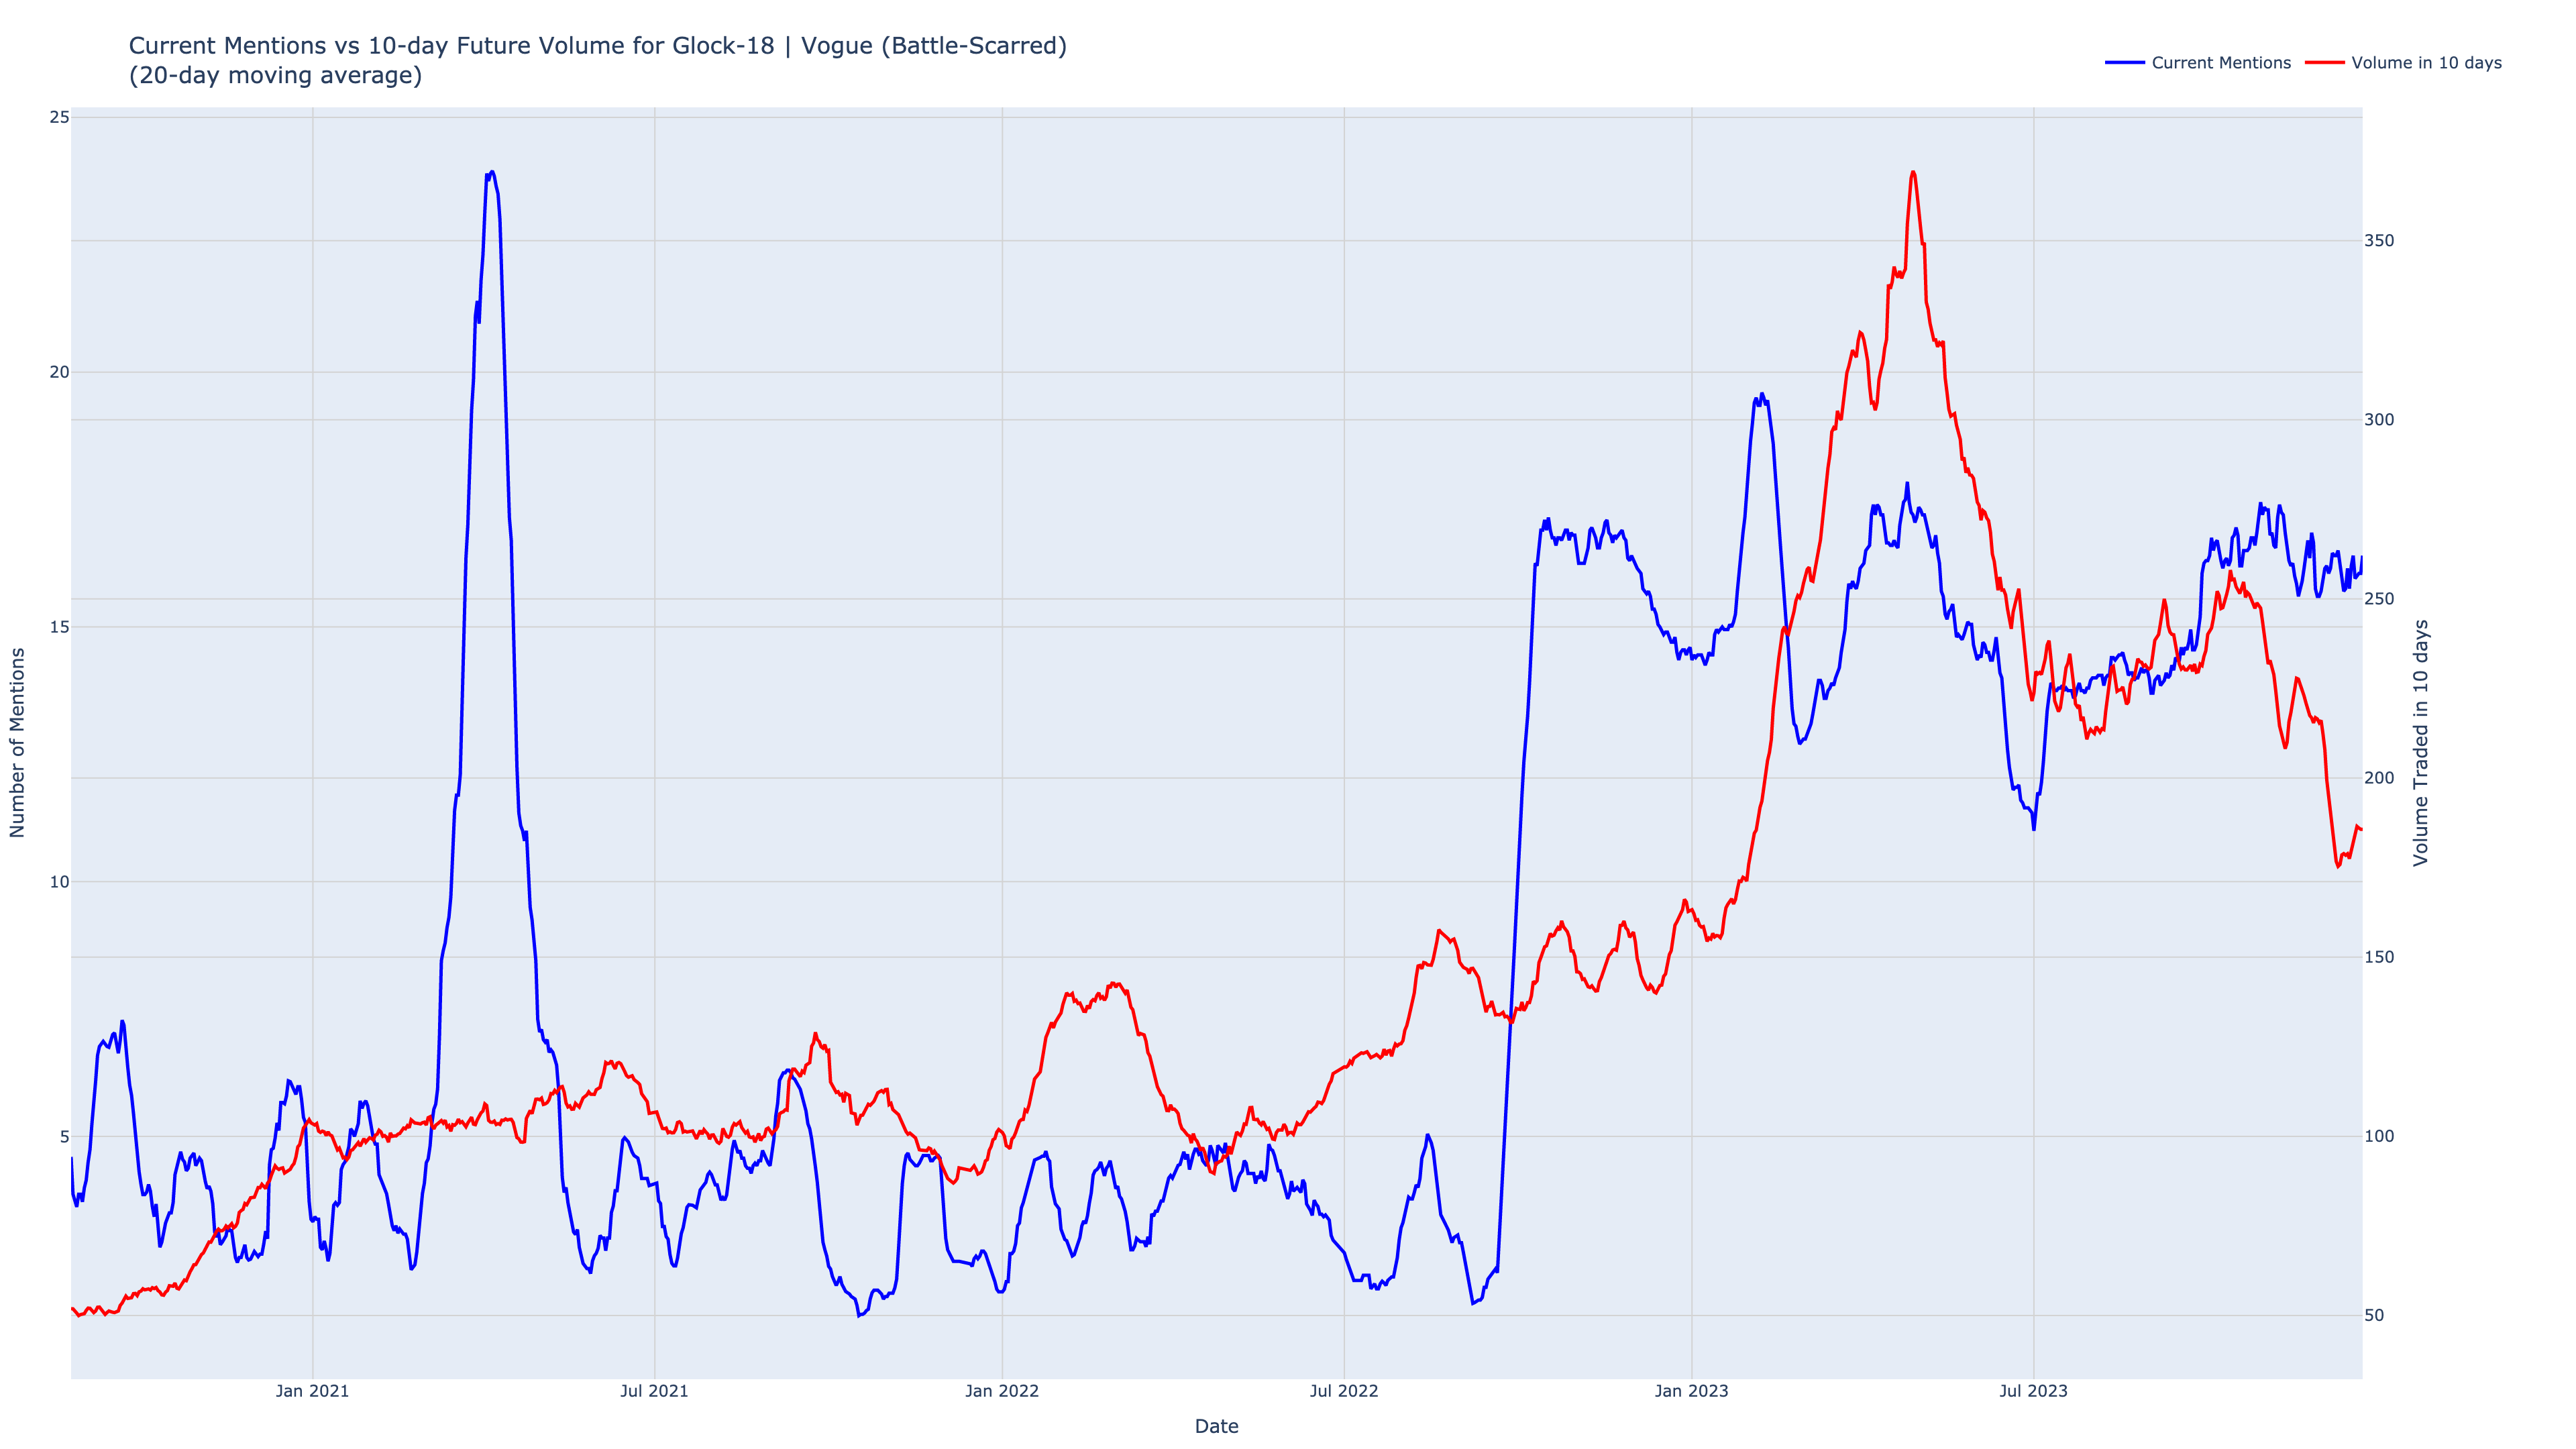 Current Mentions vs 10-day Future Volume for Glock-18 | Vogue (Battle-Scarred)
(20-day moving average)
Current Mentions
Volume in 10 days
25
20
15
10
5
Number of Mentions
350
300
250
200
150
100
50
Volume Traded in 10 days
Jan 2021
Jul 2021
Jan 2022
Jul 2022
Jan 2023
Jul 2023
Date